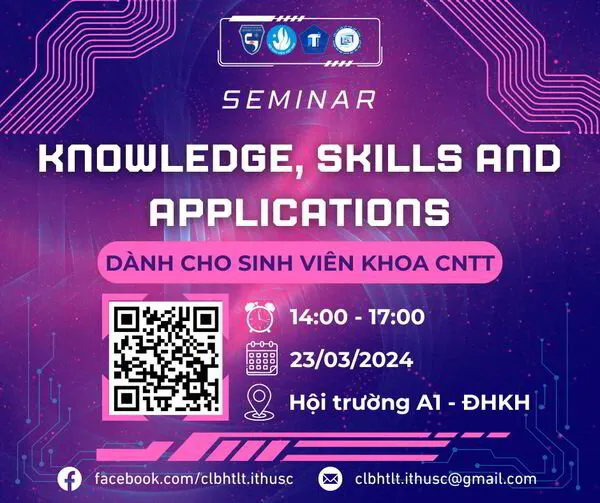 SEMINAR
KNOWLEDGE, SKILLS AND
APPLICATIONS
DÀNH CHO SINH VIÊN KHOA CNTT
14:00 - 17:00
23/03/2024
Hội trường A1 - ĐHKH
facebook.com/clbhtlt.ithusc
clbhtlt.ithusc@gmail.com